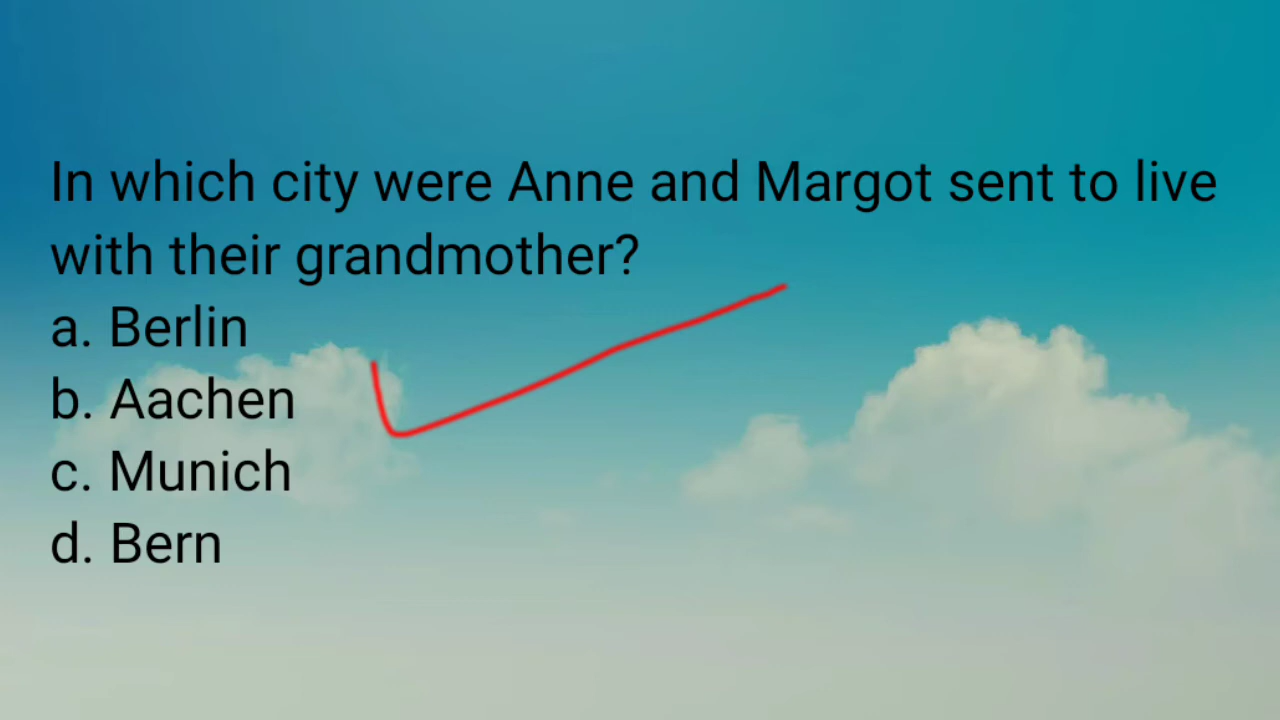 In which city were Anne and Margot sent to live
with their grandmother?
a. Berlin
b. Aachen
c. Munich
d. Bern